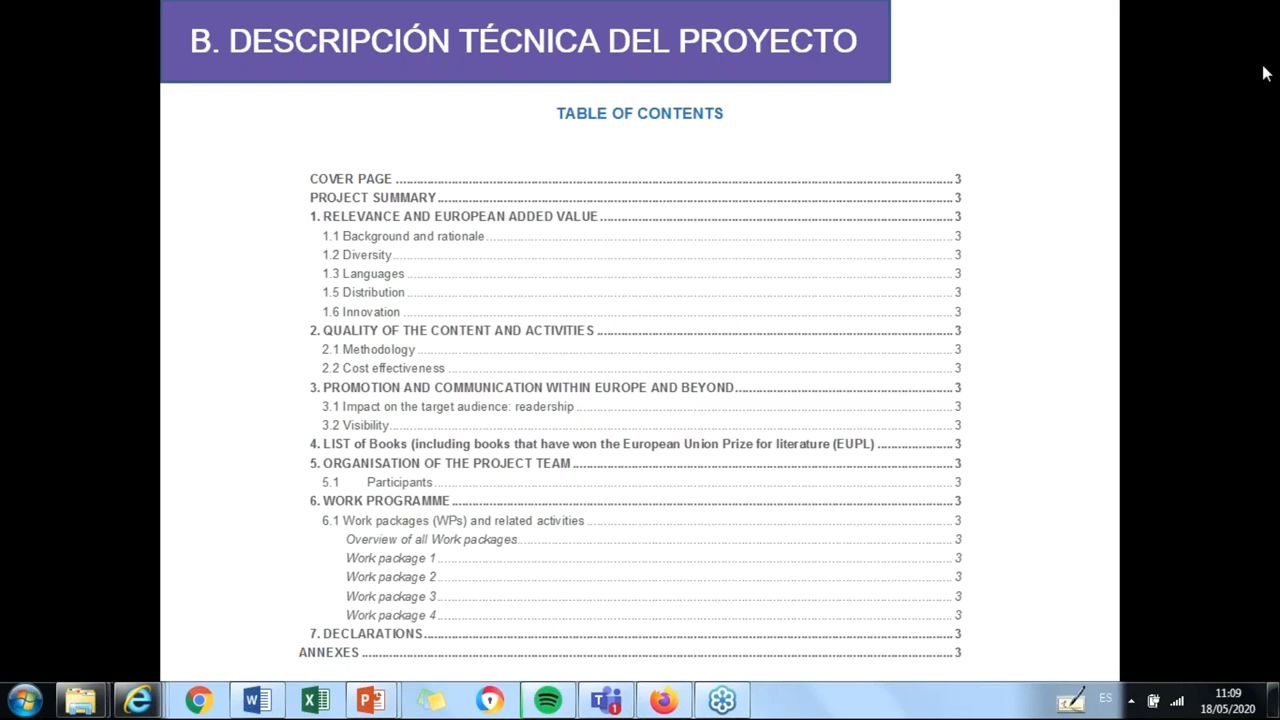 B. DESCRIPCIÓN TÉCNICA DEL PROYECTO
TABLE OF CONTENTS
COVER PAGE ........ 3
PROJECT SUMMARY ........ 3
1. RELEVANCE AND EUROPEAN ADDED VALUE ........ 3
1.1 Background and rationale ........ 3
1.2 Diversity ........ 3
1.3 Languages ........ 3
1.5 Distribution ........ 3
1.6 Innovation ........ 3
2. QUALITY OF THE CONTENT AND ACTIVITIES ........ 3
2.1 Methodology ........ 3
2.2 Cost effectiveness ........ 3
3. PROMOTION AND COMMUNICATION WITHIN EUROPE AND BEYOND ........ 3
3.1 Impact on the target audience: readership ........ 3
3.2 Visibility ........ 3
4. LIST of Books (including books that have won the European Union Prize for literature (EUPL) ........ 3
5. ORGANISATION OF THE PROJECT TEAM ........ 3
5.1 Participants ........ 3
6. WORK PROGRAMME ........ 3
6.1 Work packages (WPs) and related activities ........ 3
Overview of all Work packages ........ 3
Work package 1 ........ 3
Work package 2 ........ 3
Work package 3 ........ 3
Work package 4 ........ 3
7. DECLARATIONS ........ 3
ANNEXES ........ 3
ES
11:09
18/05/2020